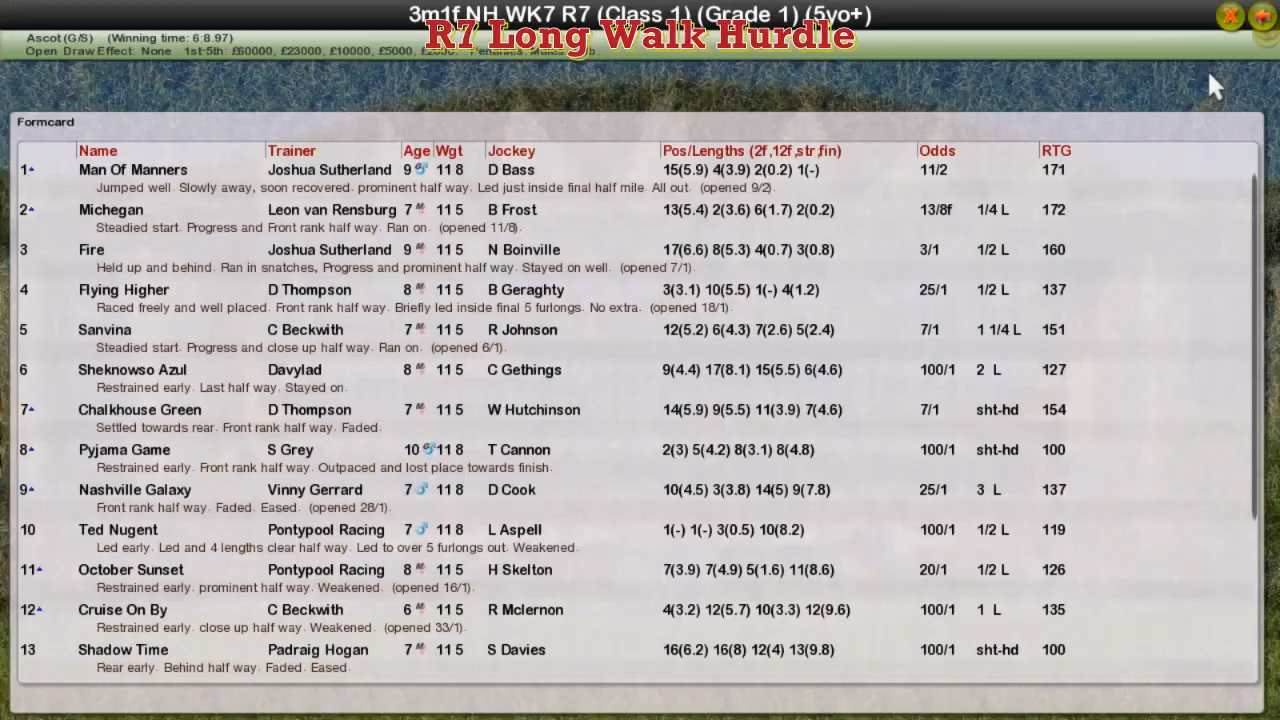 3m1f NH WK7 R7 (Class 1) (Grade 1) (5yo+)
R7 Long Walk Hurdle
Ascot(G/S) (Winning time: 6:8.97)
Open Draw Effect: None 1st-5th: £60000, £23000, £10000, £5000,
Formcard
Name Trainer Age Wgt Jockey Pos/Lengths (2f,12f,str,fin) Odds RTG
1 Man Of Manners Joshua Sutherland 9 11 8 D Bass 15(5.9) 4(3.9) 2(0.2) 1(-) 11/2 171
Jumped well. Slowly away, soon recovered, prominent half way. Led just inside final half mile. All out. (opened 9/2).
2 Michegan Leon van Rensburg 7 11 5 B Frost 13(5.4) 2(3.6) 6(1.7) 2(0.2) 13/8f 1/4 L 172
Steadied start. Progress and Front rank half way. Ran on. (opened 11/8).
3 Fire Joshua Sutherland 9 11 5 N Boinville 17(6.6) 8(5.3) 4(0.7) 3(0.8) 3/1 1/2 L 160
Held up and behind. Ran in snatches, Progress and prominent half way. Stayed on well. (opened 7/1).
4 Flying Higher D Thompson 8 11 5 B Geraghty 3(3.1) 10(5.5) 1(-) 4(1.2) 25/1 1/2 L 137
Raced freely and well placed. Front rank half way. Briefly led inside final 5 furlongs. No extra. (opened 18/1).
5 Sanvina C Beckwith 7 11 5 R Johnson 12(5.2) 6(4.3) 7(2.6) 5(2.4) 7/1 1 1/4 L 151
Steadied start. Progress and close up half way. Ran on. (opened 6/1).
6 Sheknowso Azul Davylad 8 11 5 C Gethings 9(4.4) 17(8.1) 15(5.5) 6(4.6) 100/1 2 L 127
Restrained early. Last half way. Stayed on.
7 Chalkhouse Green D Thompson 7 11 5 W Hutchinson 14(5.9) 9(5.5) 11(3.9) 7(4.6) 7/1 sht-hd 154
Settled towards rear. Front rank half way. Faded.
8 Pyjama Game S Grey 10 11 8 T Cannon 2(3) 5(4.2) 8(3.1) 8(4.8) 100/1 sht-hd 100
Restrained early. Front rank half way. Outpaced and lost place towards finish.
9 Nashville Galaxy Vinny Gerrard 7 11 8 D Cook 10(4.5) 3(3.8) 14(5) 9(7.8) 25/1 3 L 137
Front rank half way. Faded. Eased. (opened 28/1).
10 Ted Nugent Pontypool Racing 7 11 8 L Aspell 1(-) 1(-) 3(0.5) 10(8.2) 100/1 1/2 L 119
Led early. Led and 4 lengths clear half way. Led to over 5 furlongs out. Weakened.
11 October Sunset Pontypool Racing 8 11 5 H Skelton 7(3.9) 7(4.9) 5(1.6) 11(8.6) 20/1 1/2 L 126
Restrained early. prominent half way. Weakened. (opened 16/1).
12 Cruise On By C Beckwith 6 11 5 R Mclernon 4(3.2) 12(5.7) 10(3.3) 12(9.6) 100/1 1 L 135
Restrained early. close up half way. Weakened. (opened 33/1).
13 Shadow Time Padraig Hogan 7 11 5 S Davies 16(6.2) 16(8) 12(4) 13(9.8) 100/1 sht-hd 100
Rear early. Behind half way. Faded. Eased.